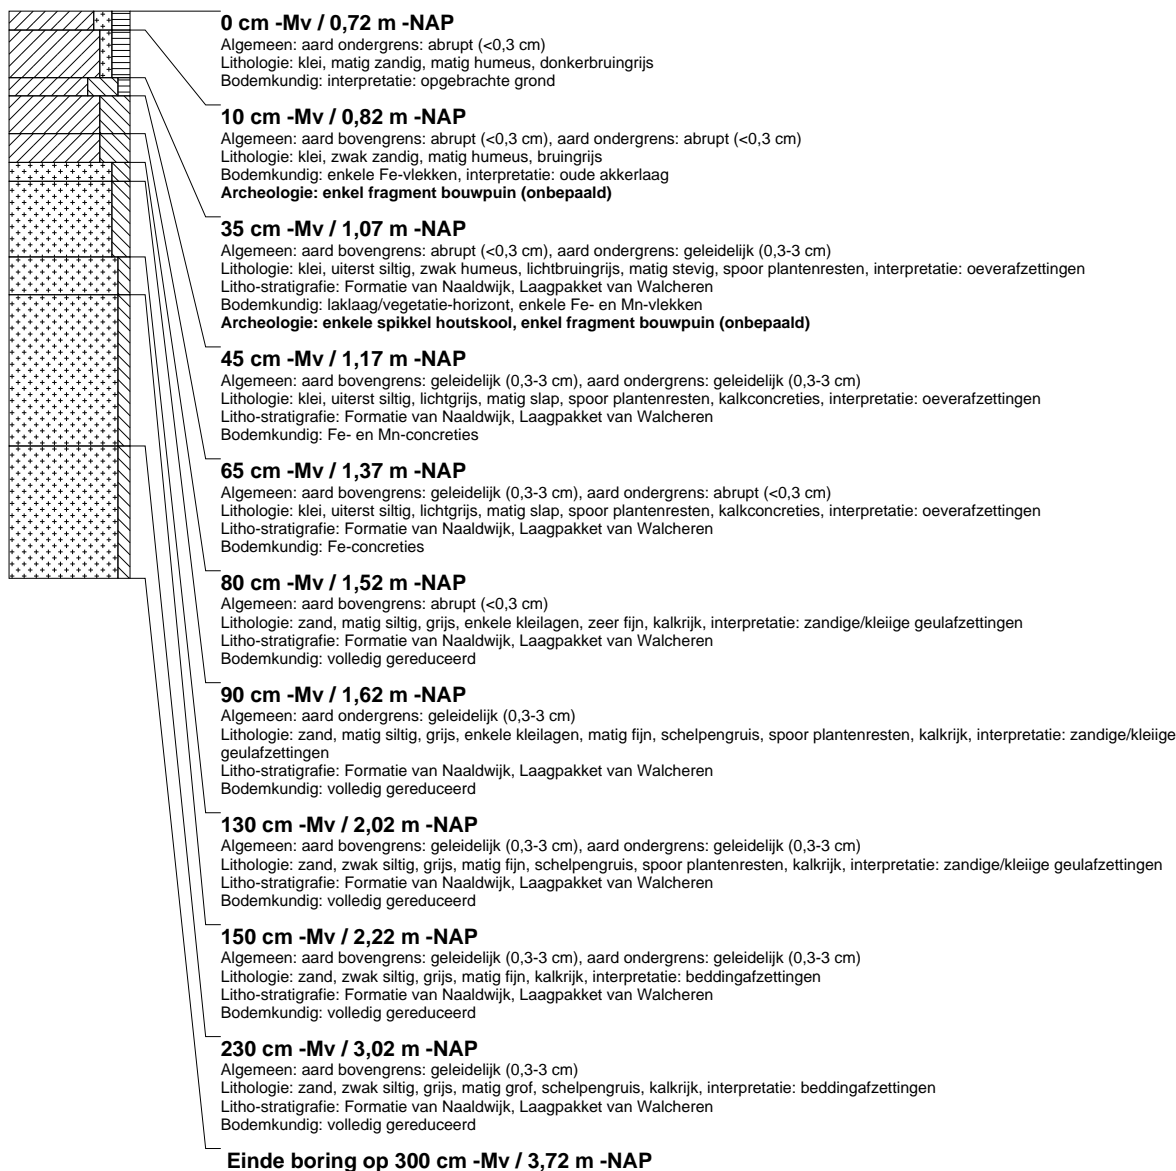 0 cm -Mv / 0,72 m -NAP
Algemeen: aard ondergrens: abrupt (<0,3 cm)
Lithologie: klei, matig zandig, matig humeus, donkerbruingrijs
Bodemkundig: interpretatie: opgebrachte grond
10 cm -Mv / 0,82 m -NAP
Algemeen: aard bovengrens: abrupt (<0,3 cm), aard ondergrens: abrupt (<0,3 cm)
Lithologie: klei, zwak zandig, matig humeus, bruingrijs
Bodemkundig: enkele Fe-vlekken, interpretatie: oude akkerlaag
Archeologie: enkel fragment bouwpuin (onbepaald)
35 cm -Mv / 1,07 m -NAP
Algemeen: aard bovengrens: abrupt (<0,3 cm), aard ondergrens: geleidelijk (0,3-3 cm)
Lithologie: klei, uiterst siltig, zwak humeus, lichtbruingrijs, matig stevig, spoor plantenresten, interpretatie: oeverafzettingen
Litho-stratigrafie: Formatie van Naaldwijk, Laagpakket van Walcheren
Bodemkundig: laklaag/vegetatie-horizont, enkele Fe- en Mn-vlekken
Archeologie: enkele spikkel houtskool, enkel fragment bouwpuin (onbepaald)
45 cm -Mv / 1,17 m -NAP
Algemeen: aard bovengrens: geleidelijk (0,3-3 cm), aard ondergrens: geleidelijk (0,3-3 cm)
Lithologie: klei, uiterst siltig, lichtgrijs, matig slap, spoor plantenresten, kalkconcreties, interpretatie: oeverafzettingen
Litho-stratigrafie: Formatie van Naaldwijk, Laagpakket van Walcheren
Bodemkundig: Fe- en Mn-concreties
65 cm -Mv / 1,37 m -NAP
Algemeen: aard bovengrens: geleidelijk (0,3-3 cm), aard ondergrens: abrupt (<0,3 cm)
Lithologie: klei, uiterst siltig, lichtgrijs, matig slap, spoor plantenresten, kalkconcreties, interpretatie: oeverafzettingen
Litho-stratigrafie: Formatie van Naaldwijk, Laagpakket van Walcheren
Bodemkundig: Fe-concreties
80 cm -Mv / 1,52 m -NAP
Algemeen: aard bovengrens: abrupt (<0,3 cm)
Lithologie: zand, matig siltig, grijs, enkele kleilagen, zeer fijn, kalkrijk, interpretatie: zandige/kleiige geulafzettingen
Litho-stratigrafie: Formatie van Naaldwijk, Laagpakket van Walcheren
Bodemkundig: volledig gereduceerd
90 cm -Mv / 1,62 m -NAP
Algemeen: aard ondergrens: geleidelijk (0,3-3 cm)
Lithologie: zand, matig siltig, grijs, enkele kleilagen, matig fijn, schelpengruis, spoor plantenresten, kalkrijk, interpretatie: zandige/kleiige
geulafzettingen
Litho-stratigrafie: Formatie van Naaldwijk, Laagpakket van Walcheren
Bodemkundig: volledig gereduceerd
130 cm -Mv / 2,02 m -NAP
Algemeen: aard bovengrens: geleidelijk (0,3-3 cm), aard ondergrens: geleidelijk (0,3-3 cm)
Lithologie: zand, zwak siltig, grijs, matig fijn, schelpengruis, spoor plantenresten, kalkrijk, interpretatie: zandige/kleiige geulafzettingen
Litho-stratigrafie: Formatie van Naaldwijk, Laagpakket van Walcheren
Bodemkundig: volledig gereduceerd
150 cm -Mv / 2,22 m -NAP
Algemeen: aard bovengrens: geleidelijk (0,3-3 cm), aard ondergrens: geleidelijk (0,3-3 cm)
Lithologie: zand, zwak siltig, grijs, matig fijn, kalkrijk, interpretatie: beddingafzettingen
Litho-stratigrafie: Formatie van Naaldwijk, Laagpakket van Walcheren
Bodemkundig: volledig gereduceerd
230 cm -Mv / 3,02 m -NAP
Algemeen: aard bovengrens: geleidelijk (0,3-3 cm)
Lithologie: zand, zwak siltig, grijs, matig grof, schelpengruis, kalkrijk, interpretatie: beddingafzettingen
Litho-stratigrafie: Formatie van Naaldwijk, Laagpakket van Walcheren
Bodemkundig: volledig gereduceerd
Einde boring op 300 cm -Mv / 3,72 m -NAP